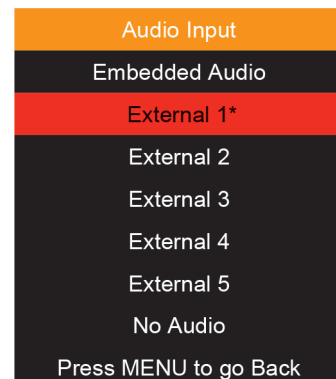 Audio Input
Embedded Audio
External 1*
External 2
External 3
External 4
External 5
No Audio
Press MENU to go Back